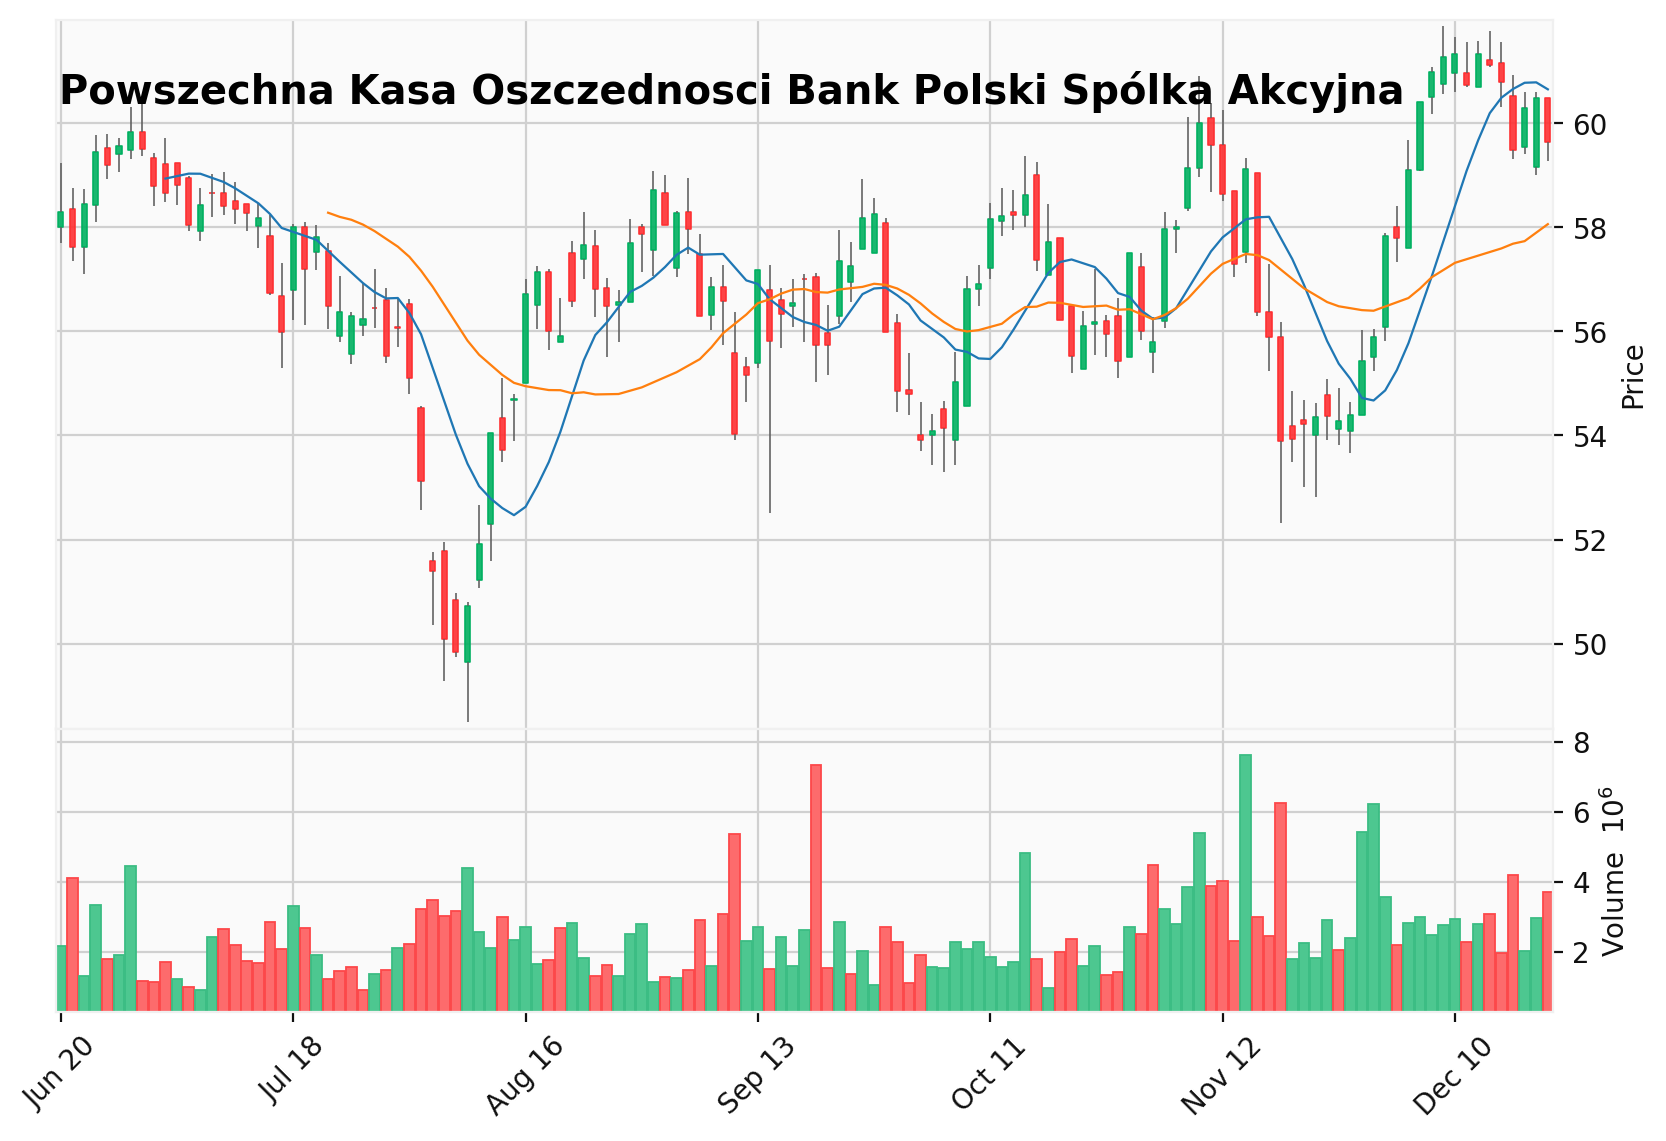 Powszechna Kasa Oszczednosci Bank Polski Spólka Akcyjna
60
58
56
54
52
50
Price
8
6
4
2
Volume 10⁶
Jun 20
Jul 18
Aug 16
Sep 13
Oct 11
Nov 12
Dec 10